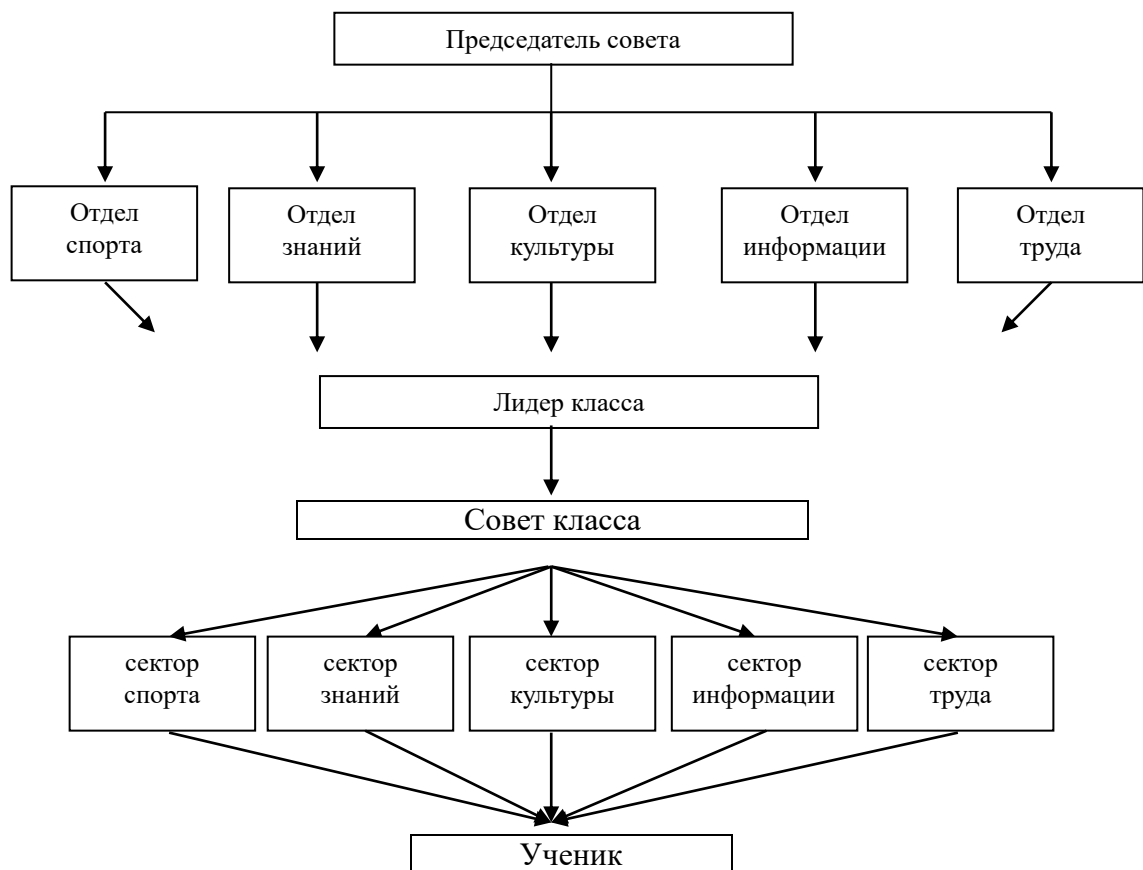 Председатель совета
Отдел
спорта
Отдел
знаний
Отдел
культуры
Отдел
информации
Отдел
труда
Лидер класса
Совет класса
сектор
спорта
сектор
знаний
сектор
культуры
сектор
информации
сектор
труда
Ученик